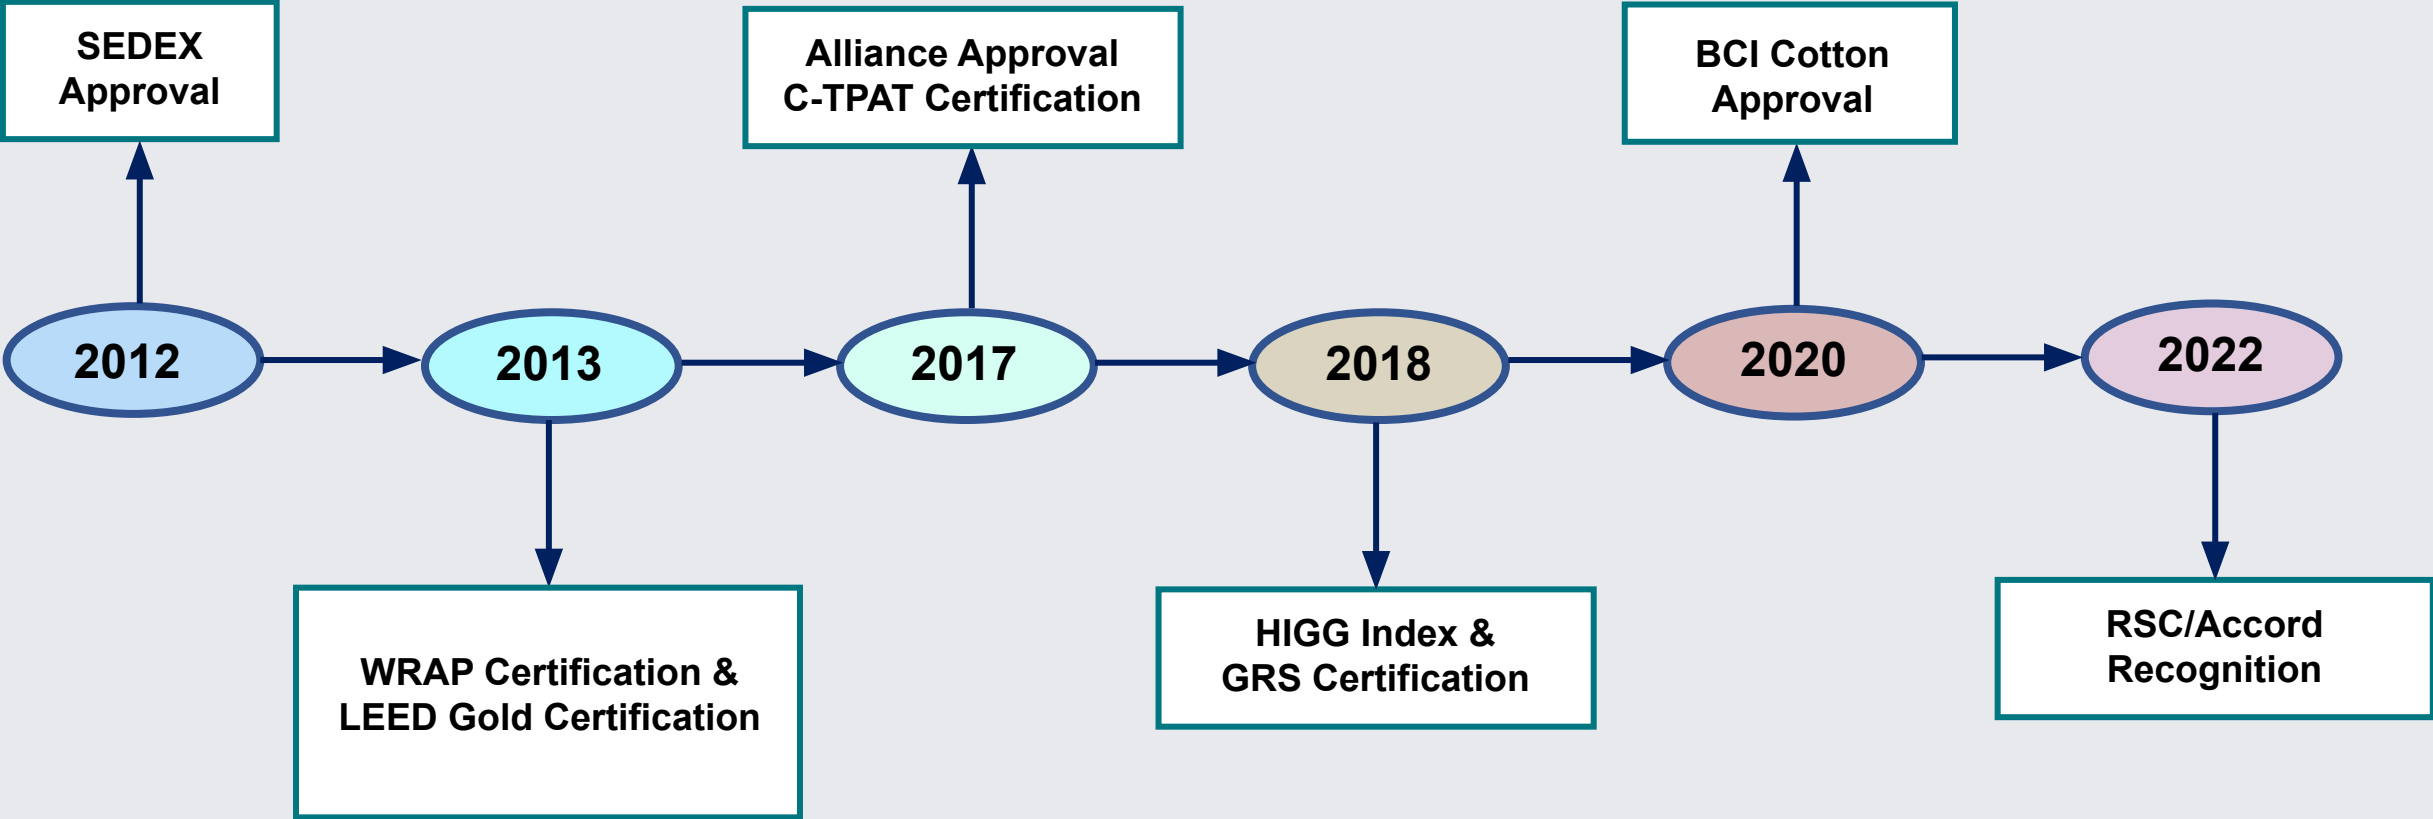 SEDEX
Approval
Alliance Approval
C-TPAT Certification
BCI Cotton
Approval
2012
2013
2017
2018
2020
2022
WRAP Certification &
LEED Gold Certification
HIGG Index &
GRS Certification
RSC/Accord
Recognition